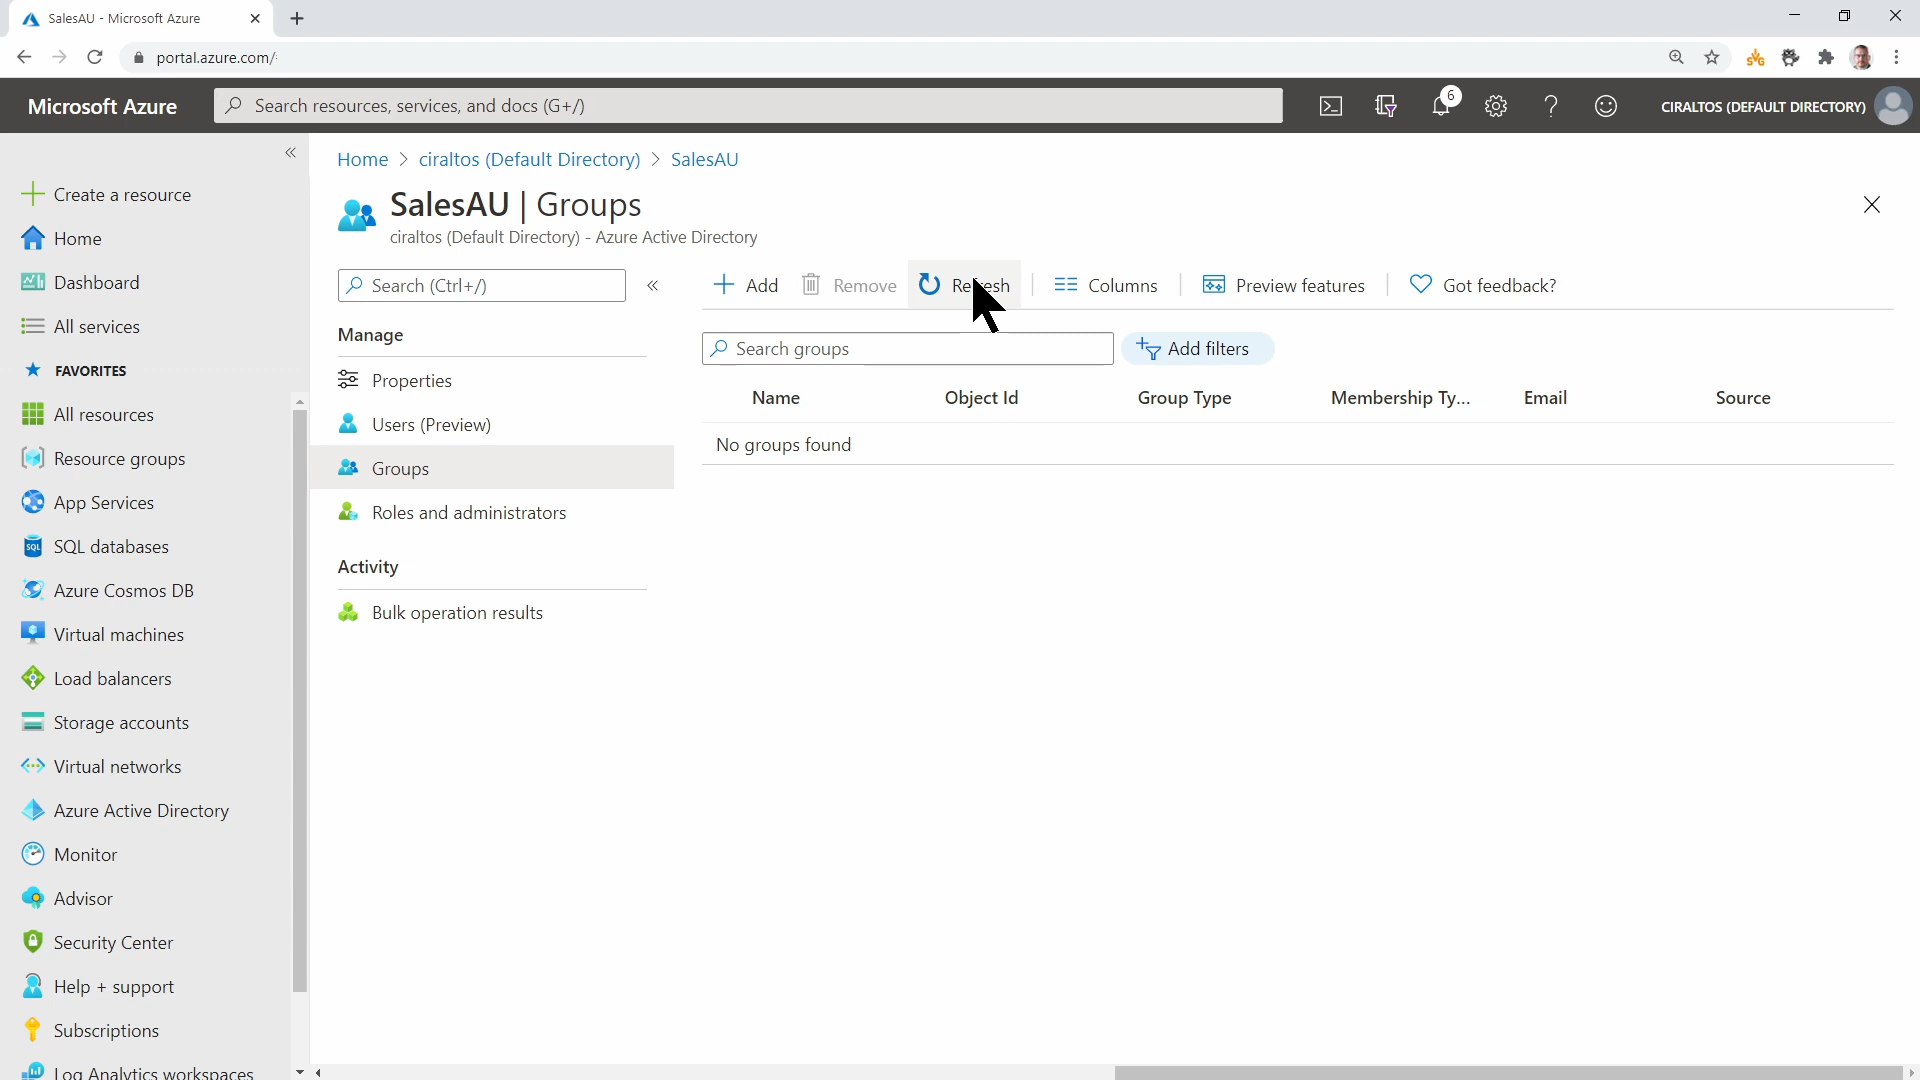 SalesAU - Microsoft Azure
portal.azure.com/
Microsoft Azure
Search resources, services, and docs (G+/)
6
CIRALTOS (DEFAULT DIRECTORY)
Create a resource
Home
Dashboard
All services
FAVORITES
All resources
Resource groups
App Services
SQL databases
Azure Cosmos DB
Virtual machines
Load balancers
Storage accounts
Virtual networks
Azure Active Directory
Monitor
Advisor
Security Center
Help + support
Subscriptions
Log Analytics workspaces
Home > ciraltos (Default Directory) > SalesAU
SalesAU | Groups
ciraltos (Default Directory) - Azure Active Directory
Search (Ctrl+/)
Manage
Properties
Users (Preview)
Groups
Roles and administrators
Activity
Bulk operation results
Add Remove Refresh Columns Preview features Got feedback?
Search groups
Add filters
Name Object Id Group Type Membership Ty... Email Source
No groups found